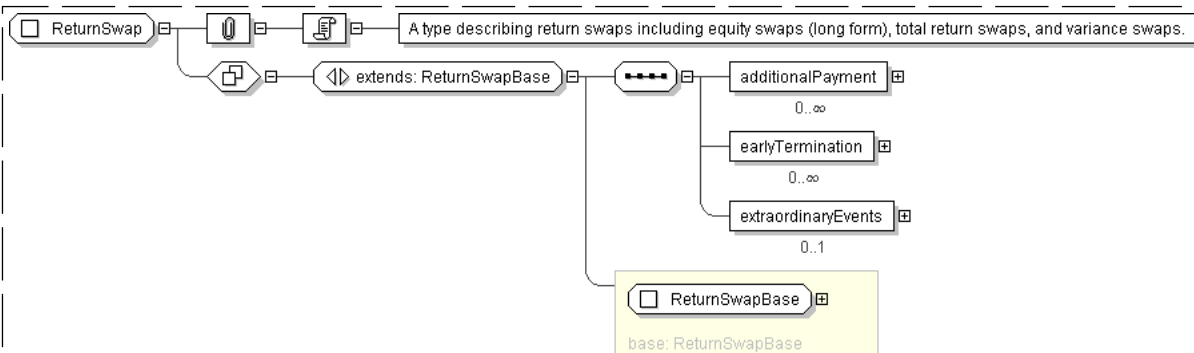 ReturnSwap
A type describing return swaps including equity swaps (long form), total return swaps, and variance swaps.
extends: ReturnSwapBase
additionalPayment
0..∞
earlyTermination
0..∞
extraordinaryEvents
0..1
ReturnSwapBase
base: ReturnSwapBase